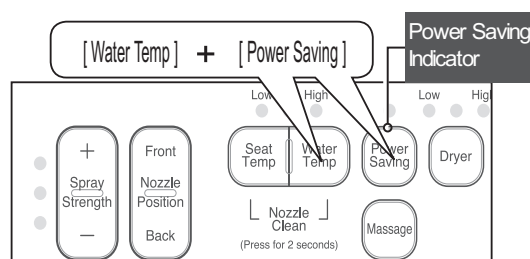 [ Water Temp ] + [ Power Saving ]
Power Saving
Indicator
Low High Low High
+
Spray
Strength
—
Front
Nozzle
Position
Back
Seat
Temp
Water
Temp
Power
Saving
Dryer
Nozzle
Clean
(Press for 2 seconds)
Massage